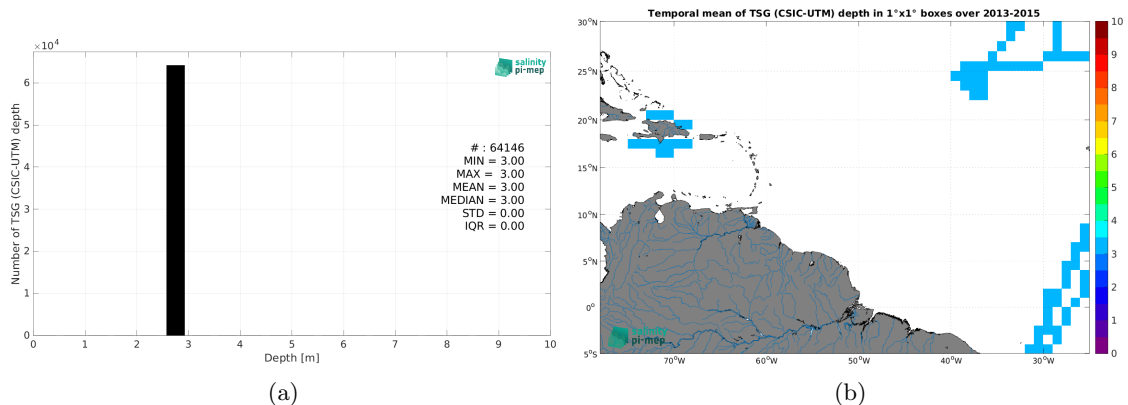 ×10⁴
6
5
4
3
2
1
0
Number of TSG (CSIC-UTM) depth
0 1 2 3 4 5 6 7 8 9 10
Depth [m]
salinity
pi-mep
# : 64146
MIN = 3.00
MAX = 3.00
MEAN = 3.00
MEDIAN = 3.00
STD = 0.00
IQR = 0.00
(a)
Temporal mean of TSG (CSIC-UTM) depth in 1°x1° boxes over 2013-2015
30°N
25°N
20°N
15°N
10°N
5°N
0°
5°S
70°W 60°W 50°W 40°W 30°W
salinity
pi-mep
10
9
8
7
6
5
4
3
2
1
0
(b)